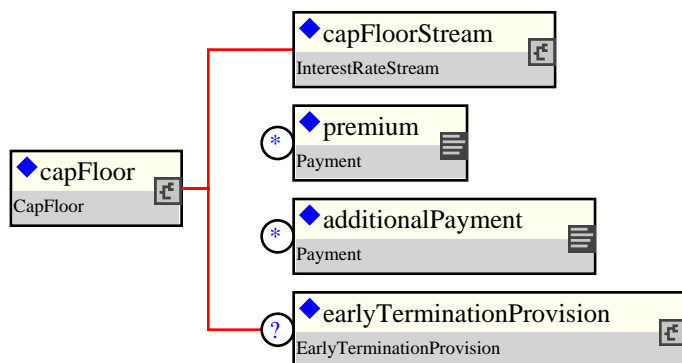 capFloorStream
InterestRateStream
*
premium
Payment
capFloor
CapFloor
*
additionalPayment
Payment
?
earlyTerminationProvision
EarlyTerminationProvision